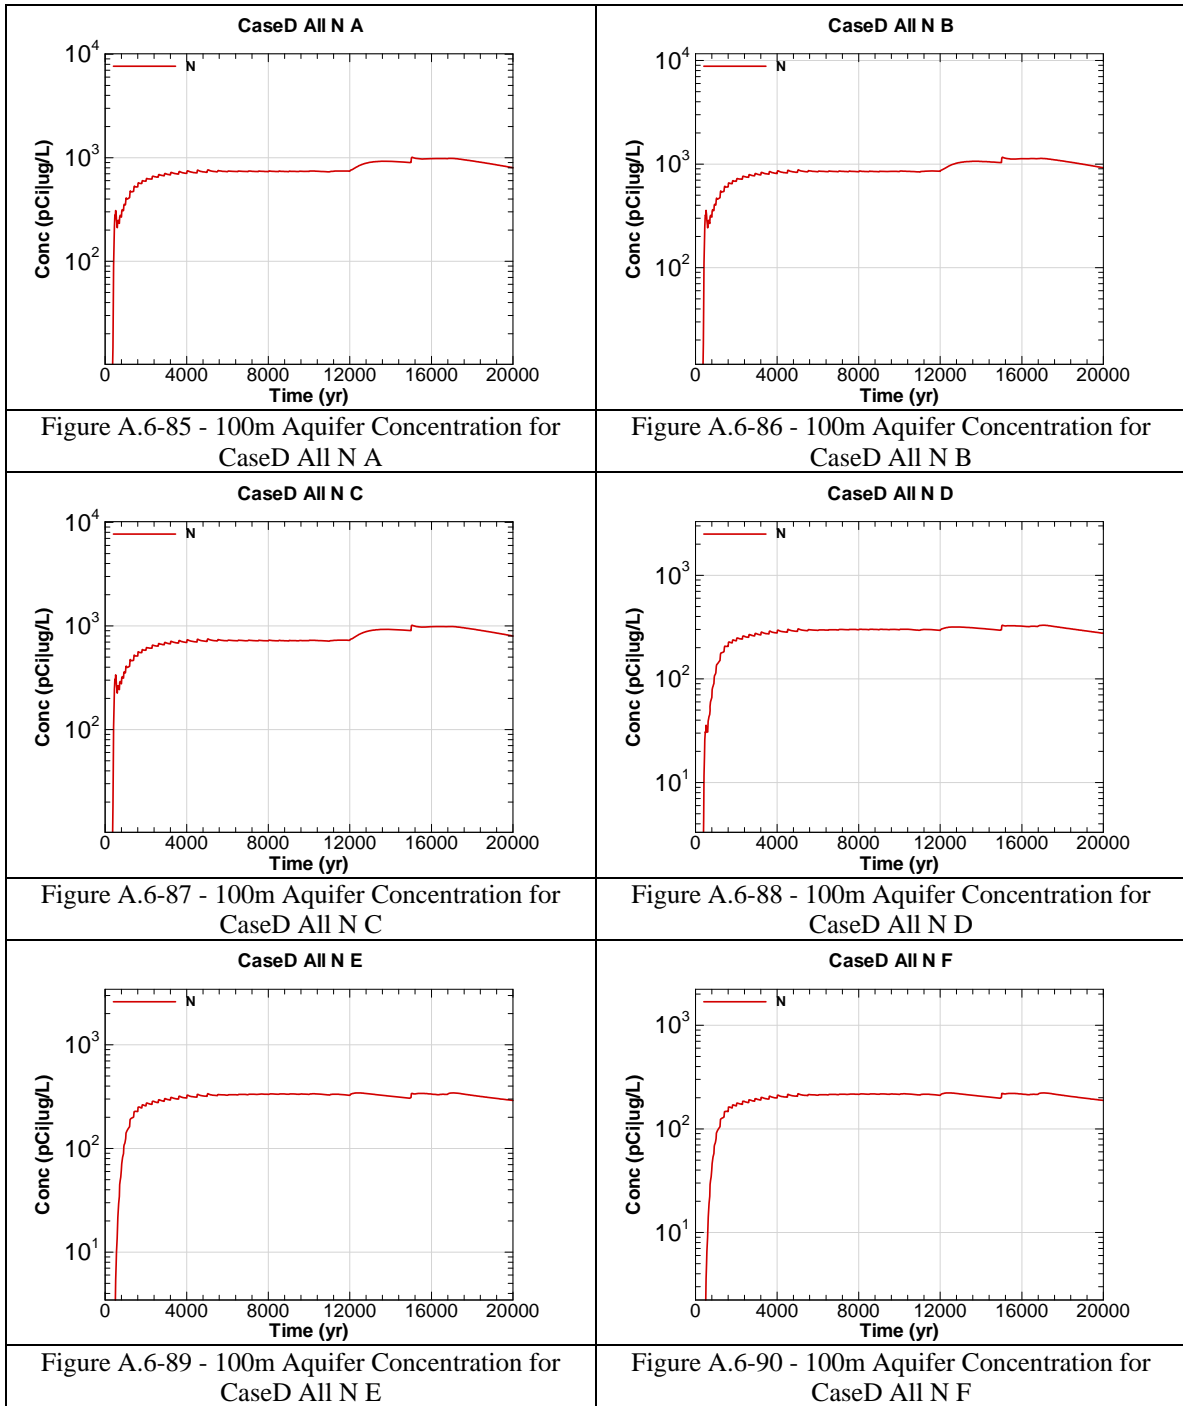 CaseD All N A
N
10^4
10^3
10^2
Conc (pCi|ug/L)
0 4000 8000 12000 16000 20000
Time (yr)
Figure A.6-85 - 100m Aquifer Concentration for
CaseD All N A
CaseD All N B
N
10^4
10^3
10^2
Conc (pCi|ug/L)
0 4000 8000 12000 16000 20000
Time (yr)
Figure A.6-86 - 100m Aquifer Concentration for
CaseD All N B
CaseD All N C
N
10^4
10^3
10^2
Conc (pCi|ug/L)
0 4000 8000 12000 16000 20000
Time (yr)
Figure A.6-87 - 100m Aquifer Concentration for
CaseD All N C
CaseD All N D
N
10^3
10^2
10^1
Conc (pCi|ug/L)
0 4000 8000 12000 16000 20000
Time (yr)
Figure A.6-88 - 100m Aquifer Concentration for
CaseD All N D
CaseD All N E
N
10^3
10^2
10^1
Conc (pCi|ug/L)
0 4000 8000 12000 16000 20000
Time (yr)
Figure A.6-89 - 100m Aquifer Concentration for
CaseD All N E
CaseD All N F
N
10^3
10^2
10^1
Conc (pCi|ug/L)
0 4000 8000 12000 16000 20000
Time (yr)
Figure A.6-90 - 100m Aquifer Concentration for
CaseD All N F